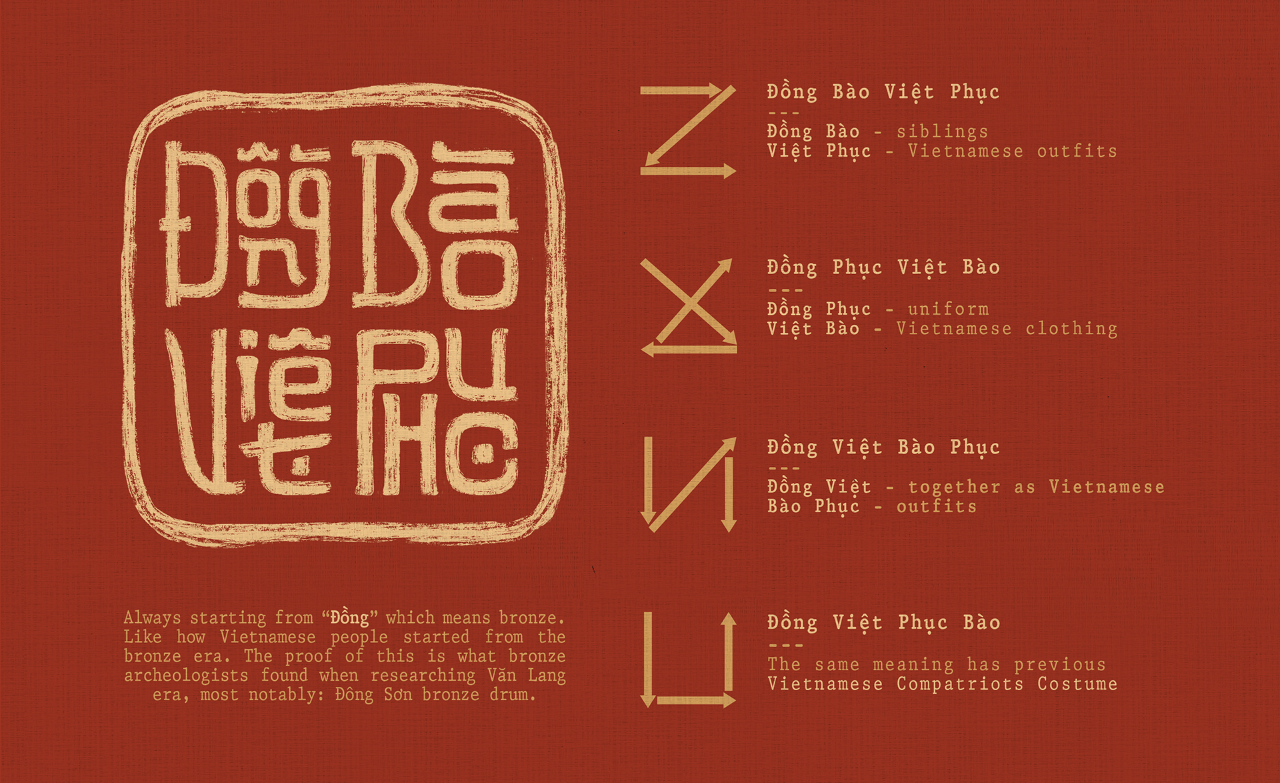 Đồng Bào
Việt Phục
Always starting from “Đồng” which means bronze.
Like how Vietnamese people started from the
bronze era. The proof of this is what bronze
archeologists found when researching Văn Lang
era, most notably: Đông Sơn bronze drum.
Đồng Bào Việt Phục
---
Đồng Bào - siblings
Việt Phục - Vietnamese outfits
Đồng Phục Việt Bào
---
Đồng Phục - uniform
Việt Bào - Vietnamese clothing
Đồng Việt Bào Phục
---
Đồng Việt - together as Vietnamese
Bào Phục - outfits
Đồng Việt Phục Bào
---
The same meaning has previous
Vietnamese Compatriots Costume